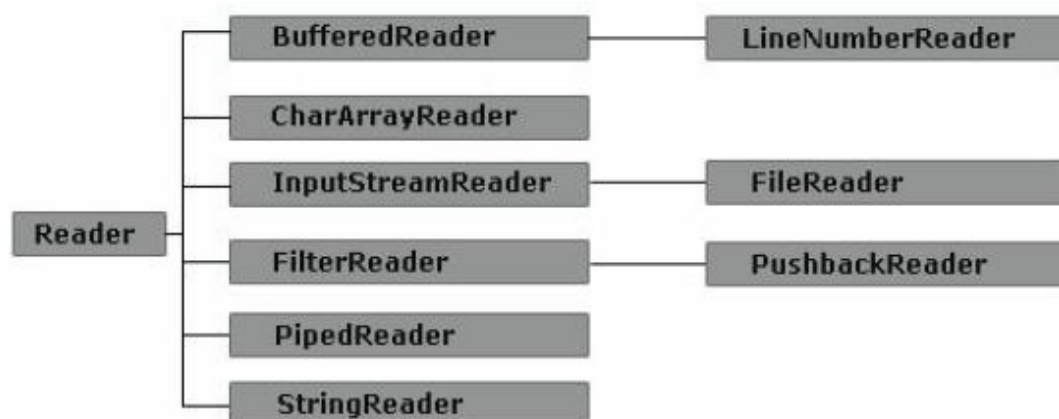 BufferedReader
LineNumberReader
CharArrayReader
InputStreamReader
FileReader
Reader
FilterReader
PushbackReader
PipedReader
StringReader